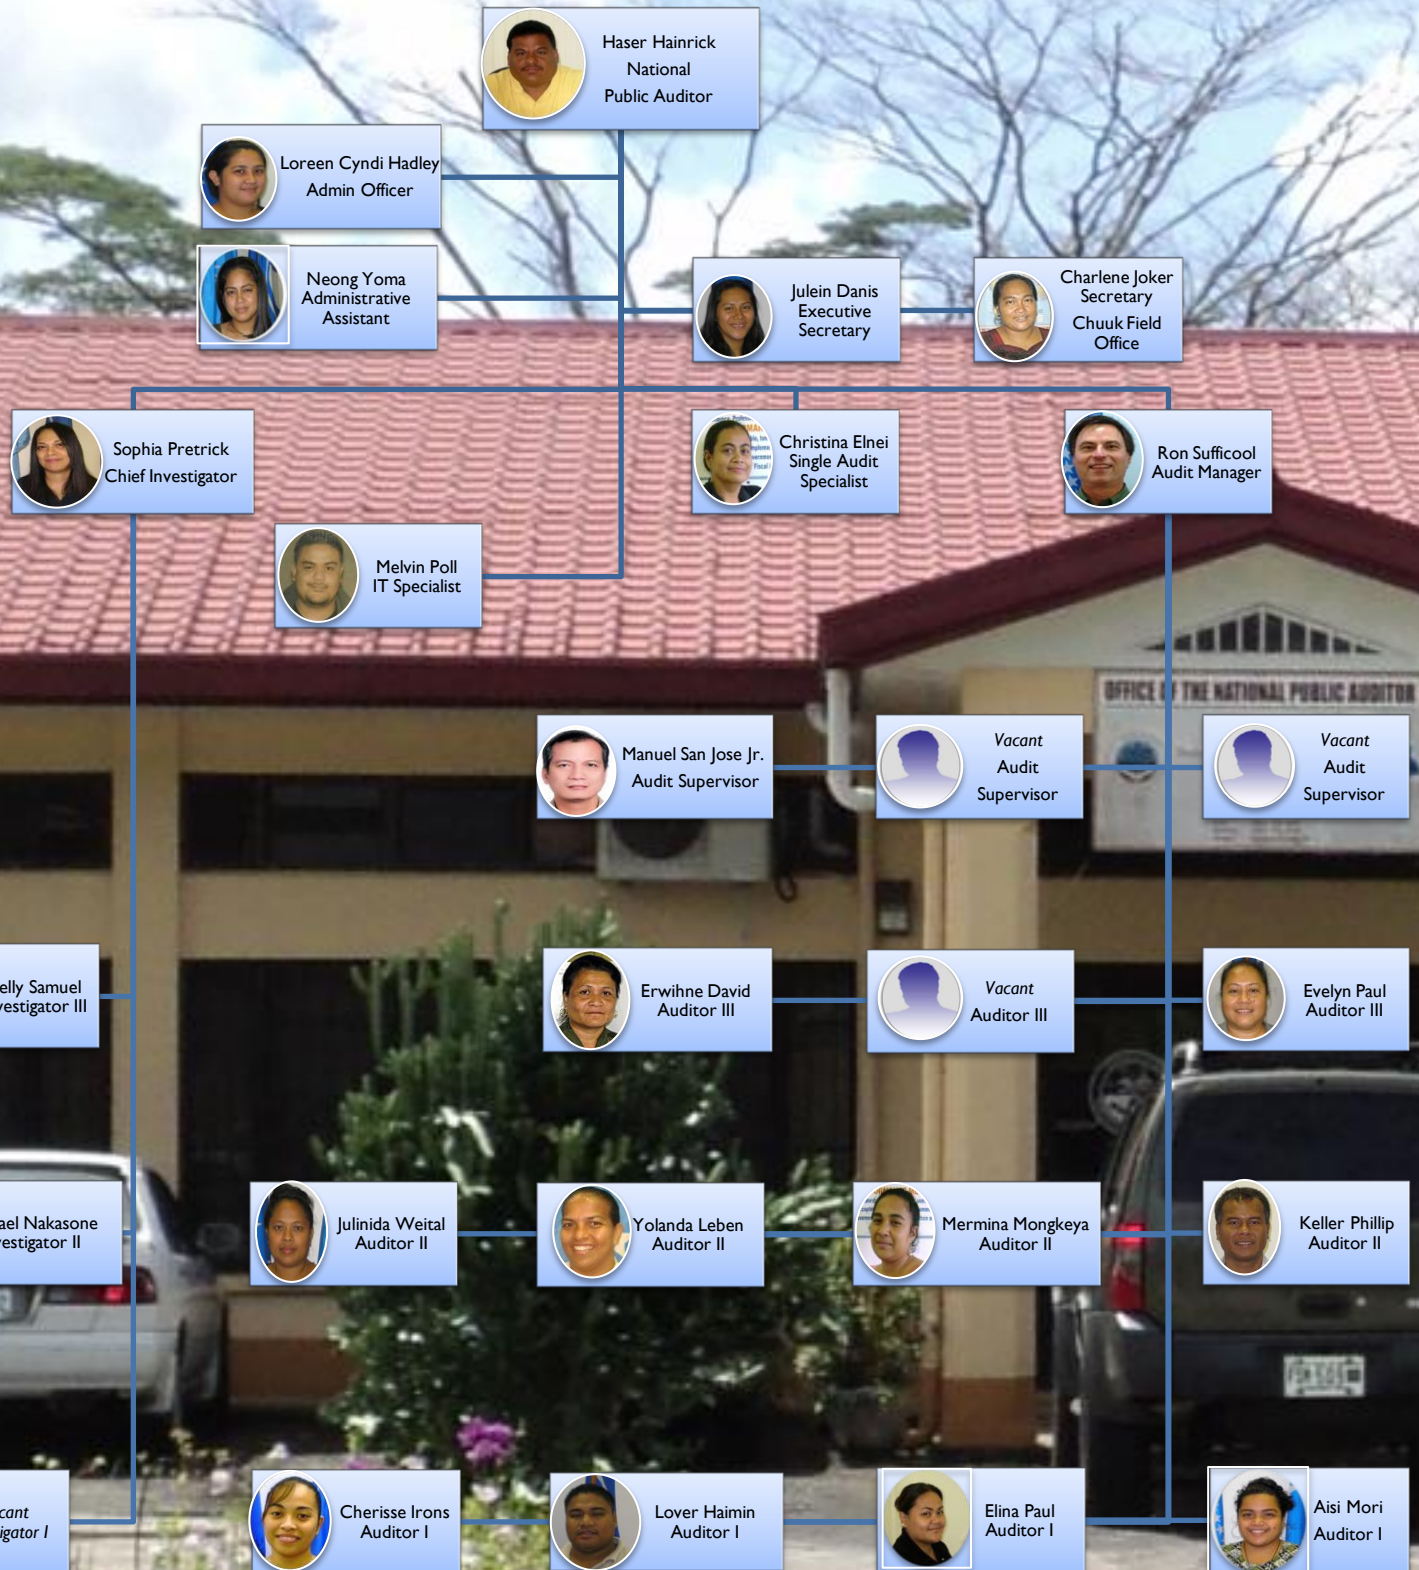 Haser Hainrick
National
Public Auditor
Loreen Cyndi Hadley
Admin Officer
Neong Yoma
Administrative
Assistant
Julein Danis
Executive
Secretary
Charlene Joker
Secretary
Chuuk Field
Office
Sophia Pretrick
Chief Investigator
Christina Elnei
Single Audit
Specialist
Ron Sufficool
Audit Manager
Melvin Poll
IT Specialist
OFFICE OF THE NATIONAL PUBLIC AUDITOR
Manuel San Jose Jr.
Audit Supervisor
Vacant
Audit
Supervisor
Vacant
Audit
Supervisor
elly Samuel
vestigator III
Erwihne David
Auditor III
Vacant
Auditor III
Evelyn Paul
Auditor III
ael Nakasone
vestigator II
Julinida Weital
Auditor II
Yolanda Leben
Auditor II
Mermina Mongkeya
Auditor II
Keller Phillip
Auditor II
cant
igator I
Cherisse Irons
Auditor I
Lover Haimin
Auditor I
Elina Paul
Auditor I
Aisi Mori
Auditor I